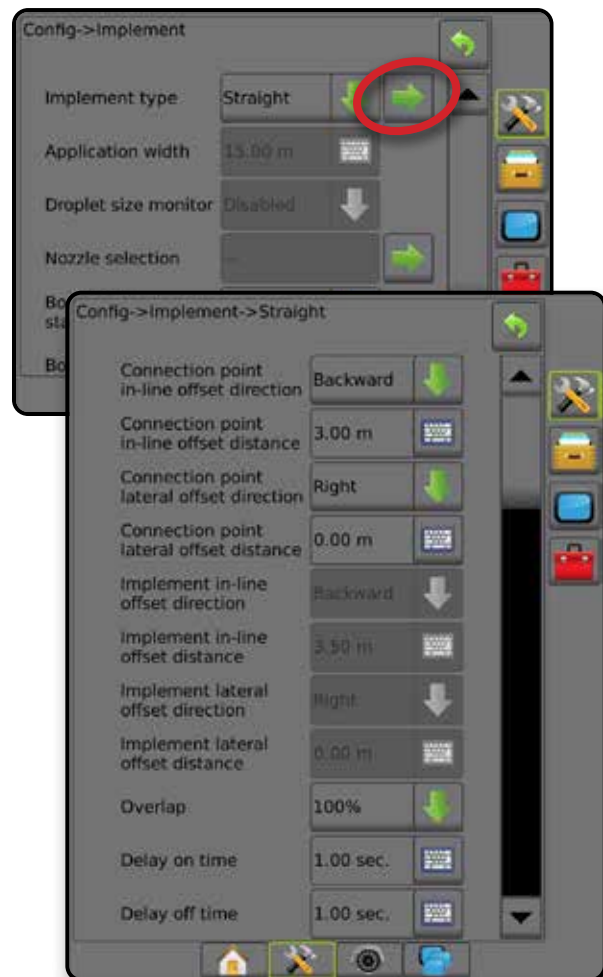 Config->Implement
Implement type Straight
Application width 15.00 m
Droplet size monitor Disabled
Nozzle selection ---
Bo
sta
Bo
Config->Implement->Straight
Connection point
in-line offset direction Backward
Connection point
in-line offset distance 3.00 m
Connection point
lateral offset direction Right
Connection point
lateral offset distance 0.00 m
Implement in-line
offset direction Backward
Implement in-line
offset distance 3.50 m
Implement lateral
offset direction Right
Implement lateral
offset distance 0.00 m
Overlap 100%
Delay on time 1.00 sec.
Delay off time 1.00 sec.